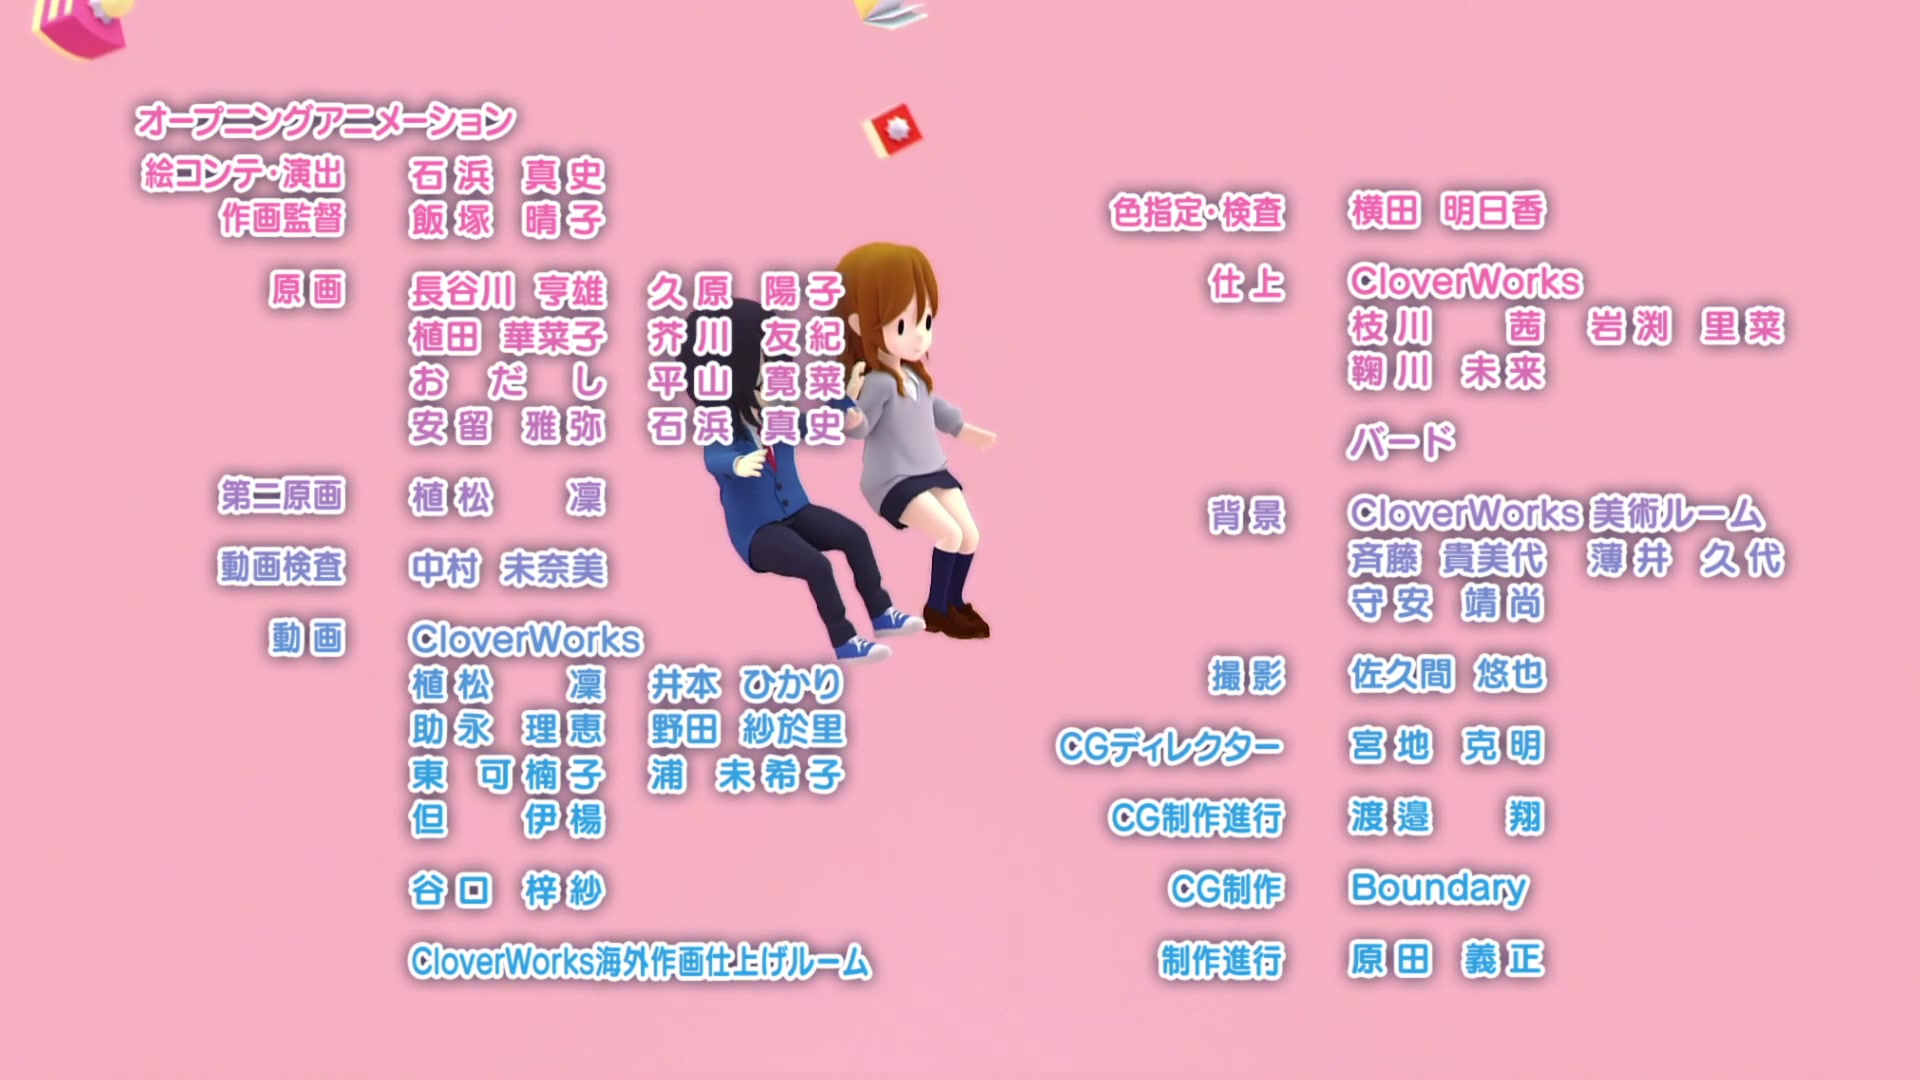 オープニングアニメーション
絵コンテ・演出 石浜 真史
作画監督 飯塚 晴子
原画 長谷川 亨雄 久原 陽子
植田 華菜子 芥川 友紀
おだし 平山 寛菜
安留 雅弥 石浜 真史
第二原画 植松 凜
動画検査 中村 未奈美
動画 CloverWorks
植松 凜 井本 ひかり
助永 理恵 野田 紗於里
東 可楠子 浦 未希子
但 伊楊
谷口 梓紗
CloverWorks海外作画仕上げルーム
色指定・検査 横田 明日香
仕上 CloverWorks
枝川 茜 岩渕 里菜
鞠川 未来
バード
背景 CloverWorks 美術ルーム
斉藤 貴美代 薄井 久代
守安 靖尚
撮影 佐久間 悠也
CGディレクター 宮地 克明
CG制作進行 渡邉 翔
CG制作 Boundary
制作進行 原田 義正